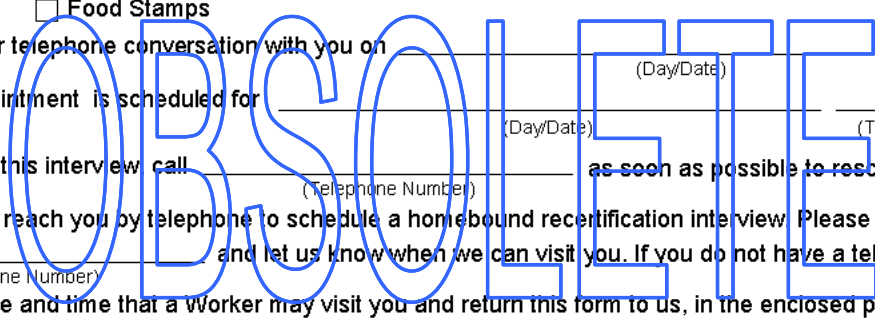 Food Stamps
r telephone conversation with you on
(Day/Date)
intment is scheduled for
(Day/Date) (T
this interview, call as soon as possible to resc
(Telephone Number)
reach you by telephone to schedule a homebound recertification interview. Please
and let us know when we can visit you. If you do not have a tel
ne Number)
e and time that a Worker may visit you and return this form to us, in the enclosed p
OBSOLETE